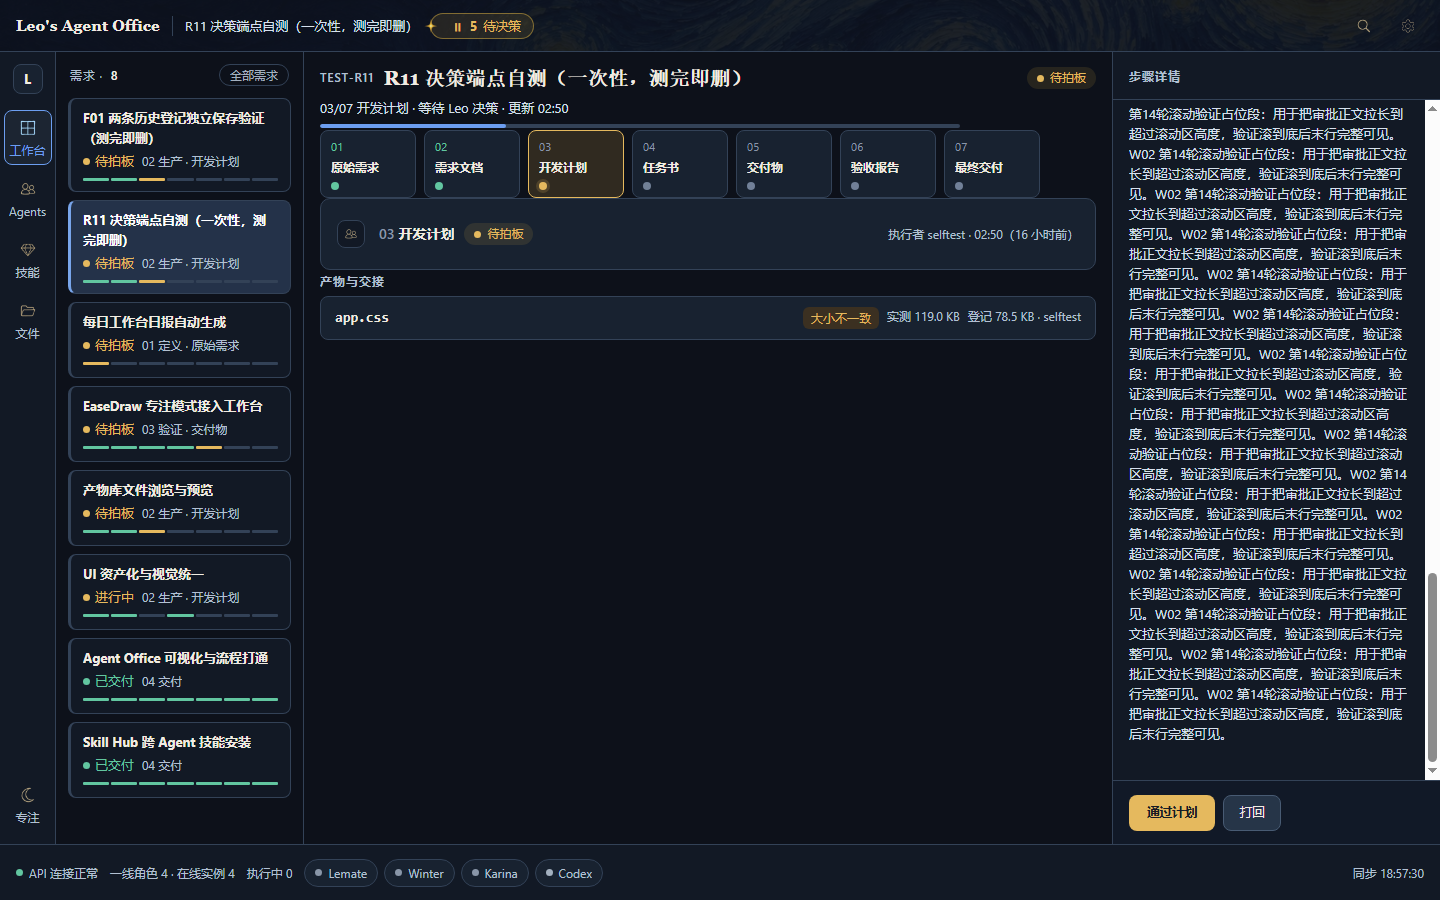 Leo's Agent Office
R11 决策端点自测（一次性，测完即删）
5 待决策
L
工作台
Agents
技能
文件
专注
需求 · 8
全部需求
F01 两条历史登记独立保存验证
（测完即删）
待拍板 02 生产 · 开发计划
R11 决策端点自测（一次性，测
完即删）
待拍板 02 生产 · 开发计划
每日工作台日报自动生成
待拍板 01 定义 · 原始需求
EaseDraw 专注模式接入工作台
待拍板 03 验证 · 交付物
产物库文件浏览与预览
待拍板 02 生产 · 开发计划
UI 资产化与视觉统一
进行中 02 生产 · 开发计划
Agent Office 可视化与流程打通
已交付 04 交付
Skill Hub 跨 Agent 技能安装
已交付 04 交付
TEST-R11 R11 决策端点自测（一次性，测完即删）
待拍板
03/07 开发计划 · 等待 Leo 决策 · 更新 02:50
01
原始需求
02
需求文档
03
开发计划
04
任务书
05
交付物
06
验收报告
07
最终交付
03 开发计划 待拍板
执行者 selftest · 02:50（16 小时前）
产物与交接
app.css
大小不一致 实测 119.0 KB 登记 78.5 KB · selftest
步骤详情
第14轮滚动验证占位段：用于把审批正文拉长到
超过滚动区高度，验证滚到底后末行完整可见。
W02 第14轮滚动验证占位段：用于把审批正文拉
长到超过滚动区高度，验证滚到底后末行完整可
见。W02 第14轮滚动验证占位段：用于把审批正
文拉长到超过滚动区高度，验证滚到底后末行完
整可见。W02 第14轮滚动验证占位段：用于把审
批正文拉长到超过滚动区高度，验证滚到底后末
行完整可见。W02 第14轮滚动验证占位段：用于
把审批正文拉长到超过滚动区高度，验证滚到底
后末行完整可见。W02 第14轮滚动验证占位段：
用于把审批正文拉长到超过滚动区高度，验证滚
到底后末行完整可见。W02 第14轮滚动验证占位
段：用于把审批正文拉长到超过滚动区高度，验
证滚到底后末行完整可见。W02 第14轮滚动验证
占位段：用于把审批正文拉长到超过滚动区高
度，验证滚到底后末行完整可见。W02 第14轮滚
动验证占位段：用于把审批正文拉长到超过滚动
区高度，验证滚到底后末行完整可见。W02 第14
轮滚动验证占位段：用于把审批正文拉长到超过
滚动区高度，验证滚到底后末行完整可见。W02
第14轮滚动验证占位段：用于把审批正文拉长到
超过滚动区高度，验证滚到底后末行完整可见。
W02 第14轮滚动验证占位段：用于把审批正文拉
长到超过滚动区高度，验证滚到底后末行完整可
见。W02 第14轮滚动验证占位段：用于把审批正
文拉长到超过滚动区高度，验证滚到底后末行完
整可见。W02 第14轮滚动验证占位段：用于把审
批正文拉长到超过滚动区高度，验证滚到底后末
行完整可见。W02 第14轮滚动验证占位段：用于
把审批正文拉长到超过滚动区高度，验证滚到底
后末行完整可见。
通过计划
打回
API 连接正常 一线角色 4 · 在线实例 4 执行中 0
Lemate
Winter
Karina
Codex
同步 18:57:30